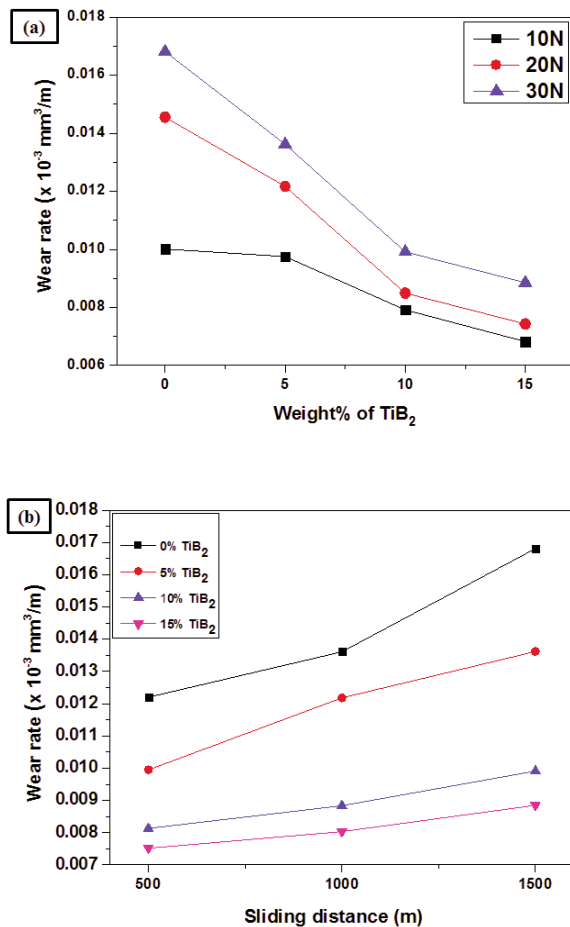 (a)
0.018
0.016
0.014
0.012
0.010
0.008
0.006
Wear rate (x 10⁻³ mm³/m)
10N
20N
30N
0 5 10 15
Weight% of TiB₂
(b)
0.018
0.017
0.016
0.015
0.014
0.013
0.012
0.011
0.010
0.009
0.008
0.007
Wear rate (x 10⁻³ mm³/m)
0% TiB₂
5% TiB₂
10% TiB₂
15% TiB₂
500 1000 1500
Sliding distance (m)